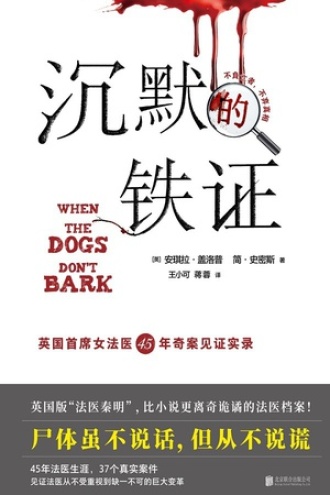 沉默的
不良于行，不弃真相
铁证
WHEN
THE
DOGS
DON'T
BARK
[英] 安琪拉·盖洛普 简·史密斯 著
王小可 蒋蓉 译
英国首席女法医45年奇案见证实录
英国版“法医秦明”，比小说更离奇诡谲的法医档案！
尸体虽不说话，但从不说谎
45年法医生涯，37个真实案件
见证法医从不受重视到缺一不可的巨大变革
北京联合出版公司